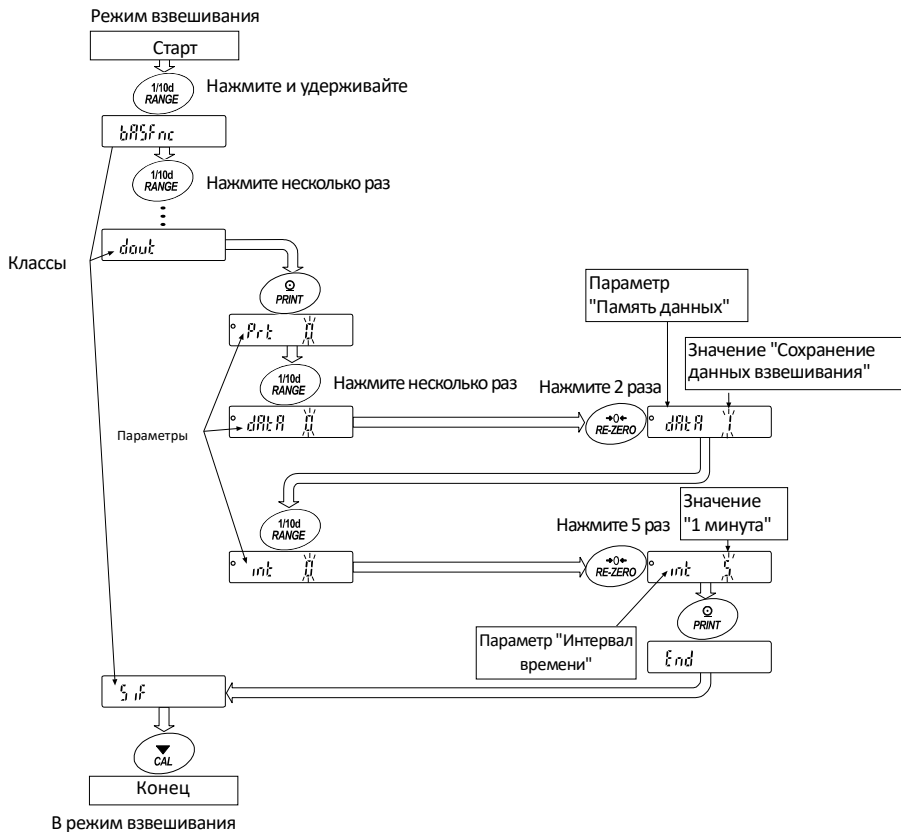 Режим взвешивания
Старт
1/10d
RANGE
Нажмите и удерживайте
bASFnc
1/10d
RANGE
Нажмите несколько раз
Классы
dout
PRINT
Prt 0
1/10d
RANGE
Нажмите несколько раз
Параметры
dAtA 0
Нажмите 2 раза
→0←
RE-ZERO
Параметр
"Память данных"
Значение "Сохранение
данных взвешивания"
dAtA 1
1/10d
RANGE
int 0
Нажмите 5 раз
→0←
RE-ZERO
Значение
"1 минута"
int 5
Параметр "Интервал
времени"
PRINT
End
SiF
CAL
Конец
В режим взвешивания